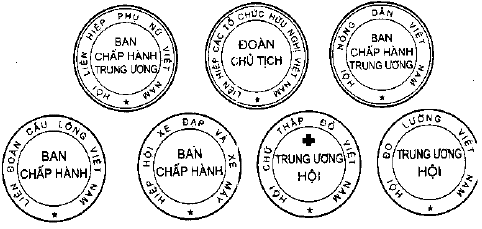 HỘI LIÊN HIỆP PHỤ NỮ VIỆT NAM
BAN
CHẤP HÀNH
TRUNG ƯƠNG
LIÊN HIỆP CÁC TỔ CHỨC HỮU NGHỊ VIỆT NAM
ĐOÀN
CHỦ TỊCH
HỘI NÔNG DÂN VIỆT NAM
BAN
CHẤP HÀNH
TRUNG ƯƠNG
LIÊN ĐOÀN CẦU LÔNG VIỆT NAM
BAN
CHẤP HÀNH
HIỆP HỘI XE ĐẠP VÀ XE MÁY
BAN
CHẤP HÀNH
HỘI CHỮ THẬP ĐỎ VIỆT NAM
TRUNG ƯƠNG
HỘI
HỘI ĐO LƯỜNG VIỆT NAM
TRUNG ƯƠNG
HỘI